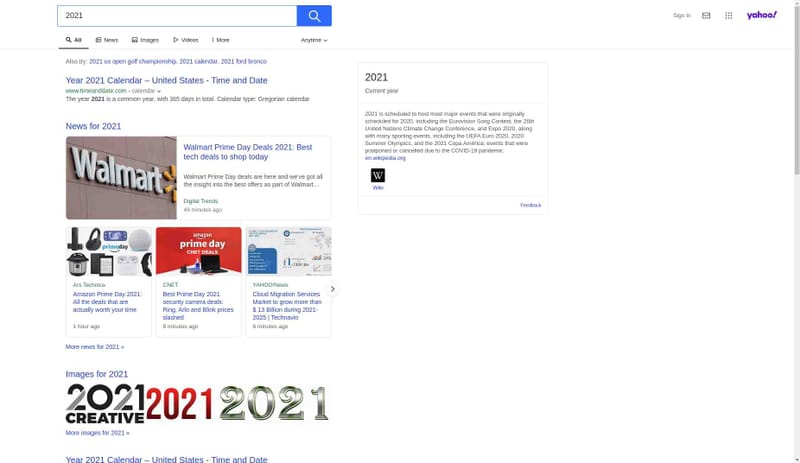 2021
Sign In
yahoo!
All
News
Images
Videos
More
Anytime
Also try: 2021 us open golf championship, 2021 calendar, 2021 ford bronco
Year 2021 Calendar – United States - Time and Date
www.timeanddate.com › calendar
The year 2021 is a common year, with 365 days in total. Calendar type: Gregorian calendar
News for 2021
Walmart
Walmart Prime Day Deals 2021: Best
tech deals to shop today
Walmart Prime Day deals are here and we've got all
the insight into the best offers as part of Walmart...
Digital Trends
49 minutes ago
primeday
Ars Technica
Amazon Prime Day 2021:
All the deals that are
actually worth your time
1 hour ago
amazon
prime day
CNET DEALS
CNET
Best Prime Day 2021
security camera deals:
Ring, Arlo and Blink prices
slashed
9 minutes ago
YAHOO!News
Cloud Migration Services
Market to grow more than
$ 13 Billion during 2021-
2025 | Technavio
6 minutes ago
More news for 2021 »
Images for 2021
2021
CREATIVE
2021
2021
More images for 2021 »
Year 2021 Calendar – United States - Time and Date
2021
Current year
2021 is scheduled to host most major events that were originally
scheduled for 2020, including the Eurovision Song Contest, the 26th
United Nations Climate Change Conference, and Expo 2020, along
with many sporting events, including the UEFA Euro 2020, 2020
Summer Olympics, and the 2021 Copa América; events that were
postponed or canceled due to the COVID-19 pandemic.
en.wikipedia.org
W
Wiki
Feedback